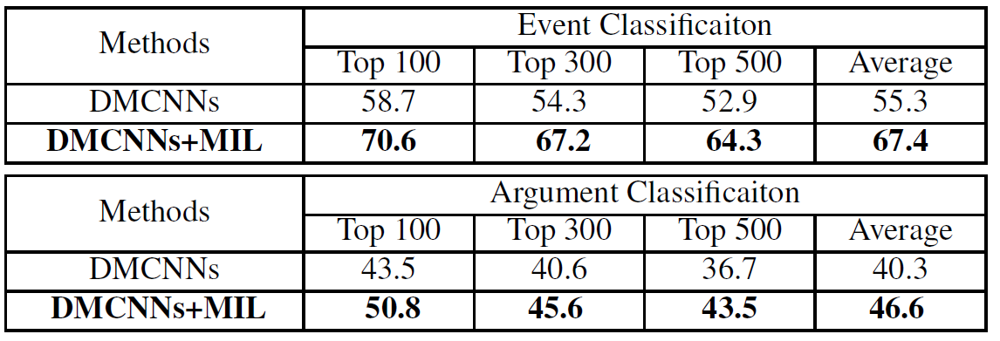 Methods Event Classificaiton
Top 100 Top 300 Top 500 Average
DMCNNs 58.7 54.3 52.9 55.3
DMCNNs+MIL 70.6 67.2 64.3 67.4
Methods Argument Classificaiton
Top 100 Top 300 Top 500 Average
DMCNNs 43.5 40.6 36.7 40.3
DMCNNs+MIL 50.8 45.6 43.5 46.6